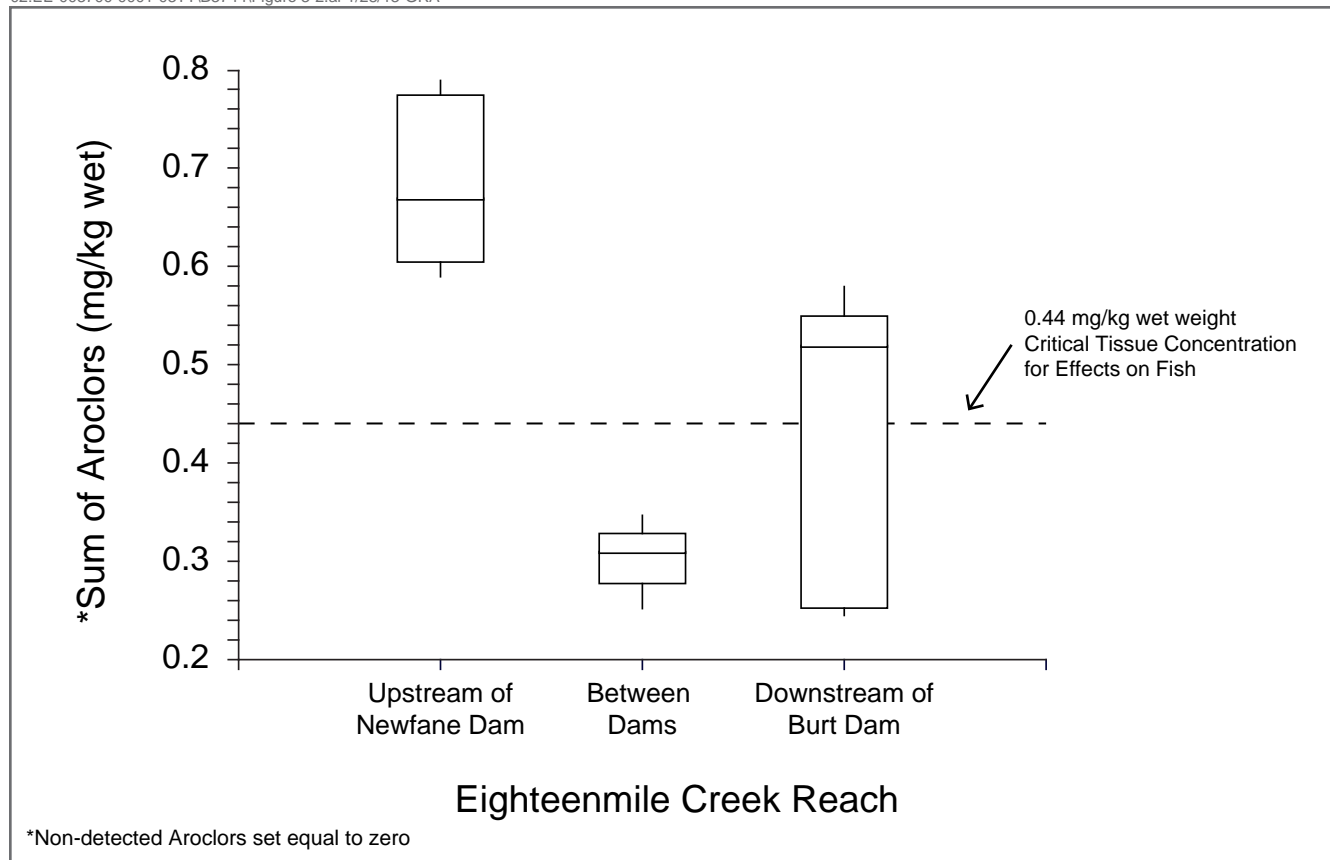 0.8
0.7
0.6
0.5
0.4
0.3
0.2
*Sum of Aroclors (mg/kg wet)
0.44 mg/kg wet weight
Critical Tissue Concentration
for Effects on Fish
Upstream of
Newfane Dam
Between
Dams
Downstream of
Burt Dam
Eighteenmile Creek Reach
*Non-detected Aroclors set equal to zero